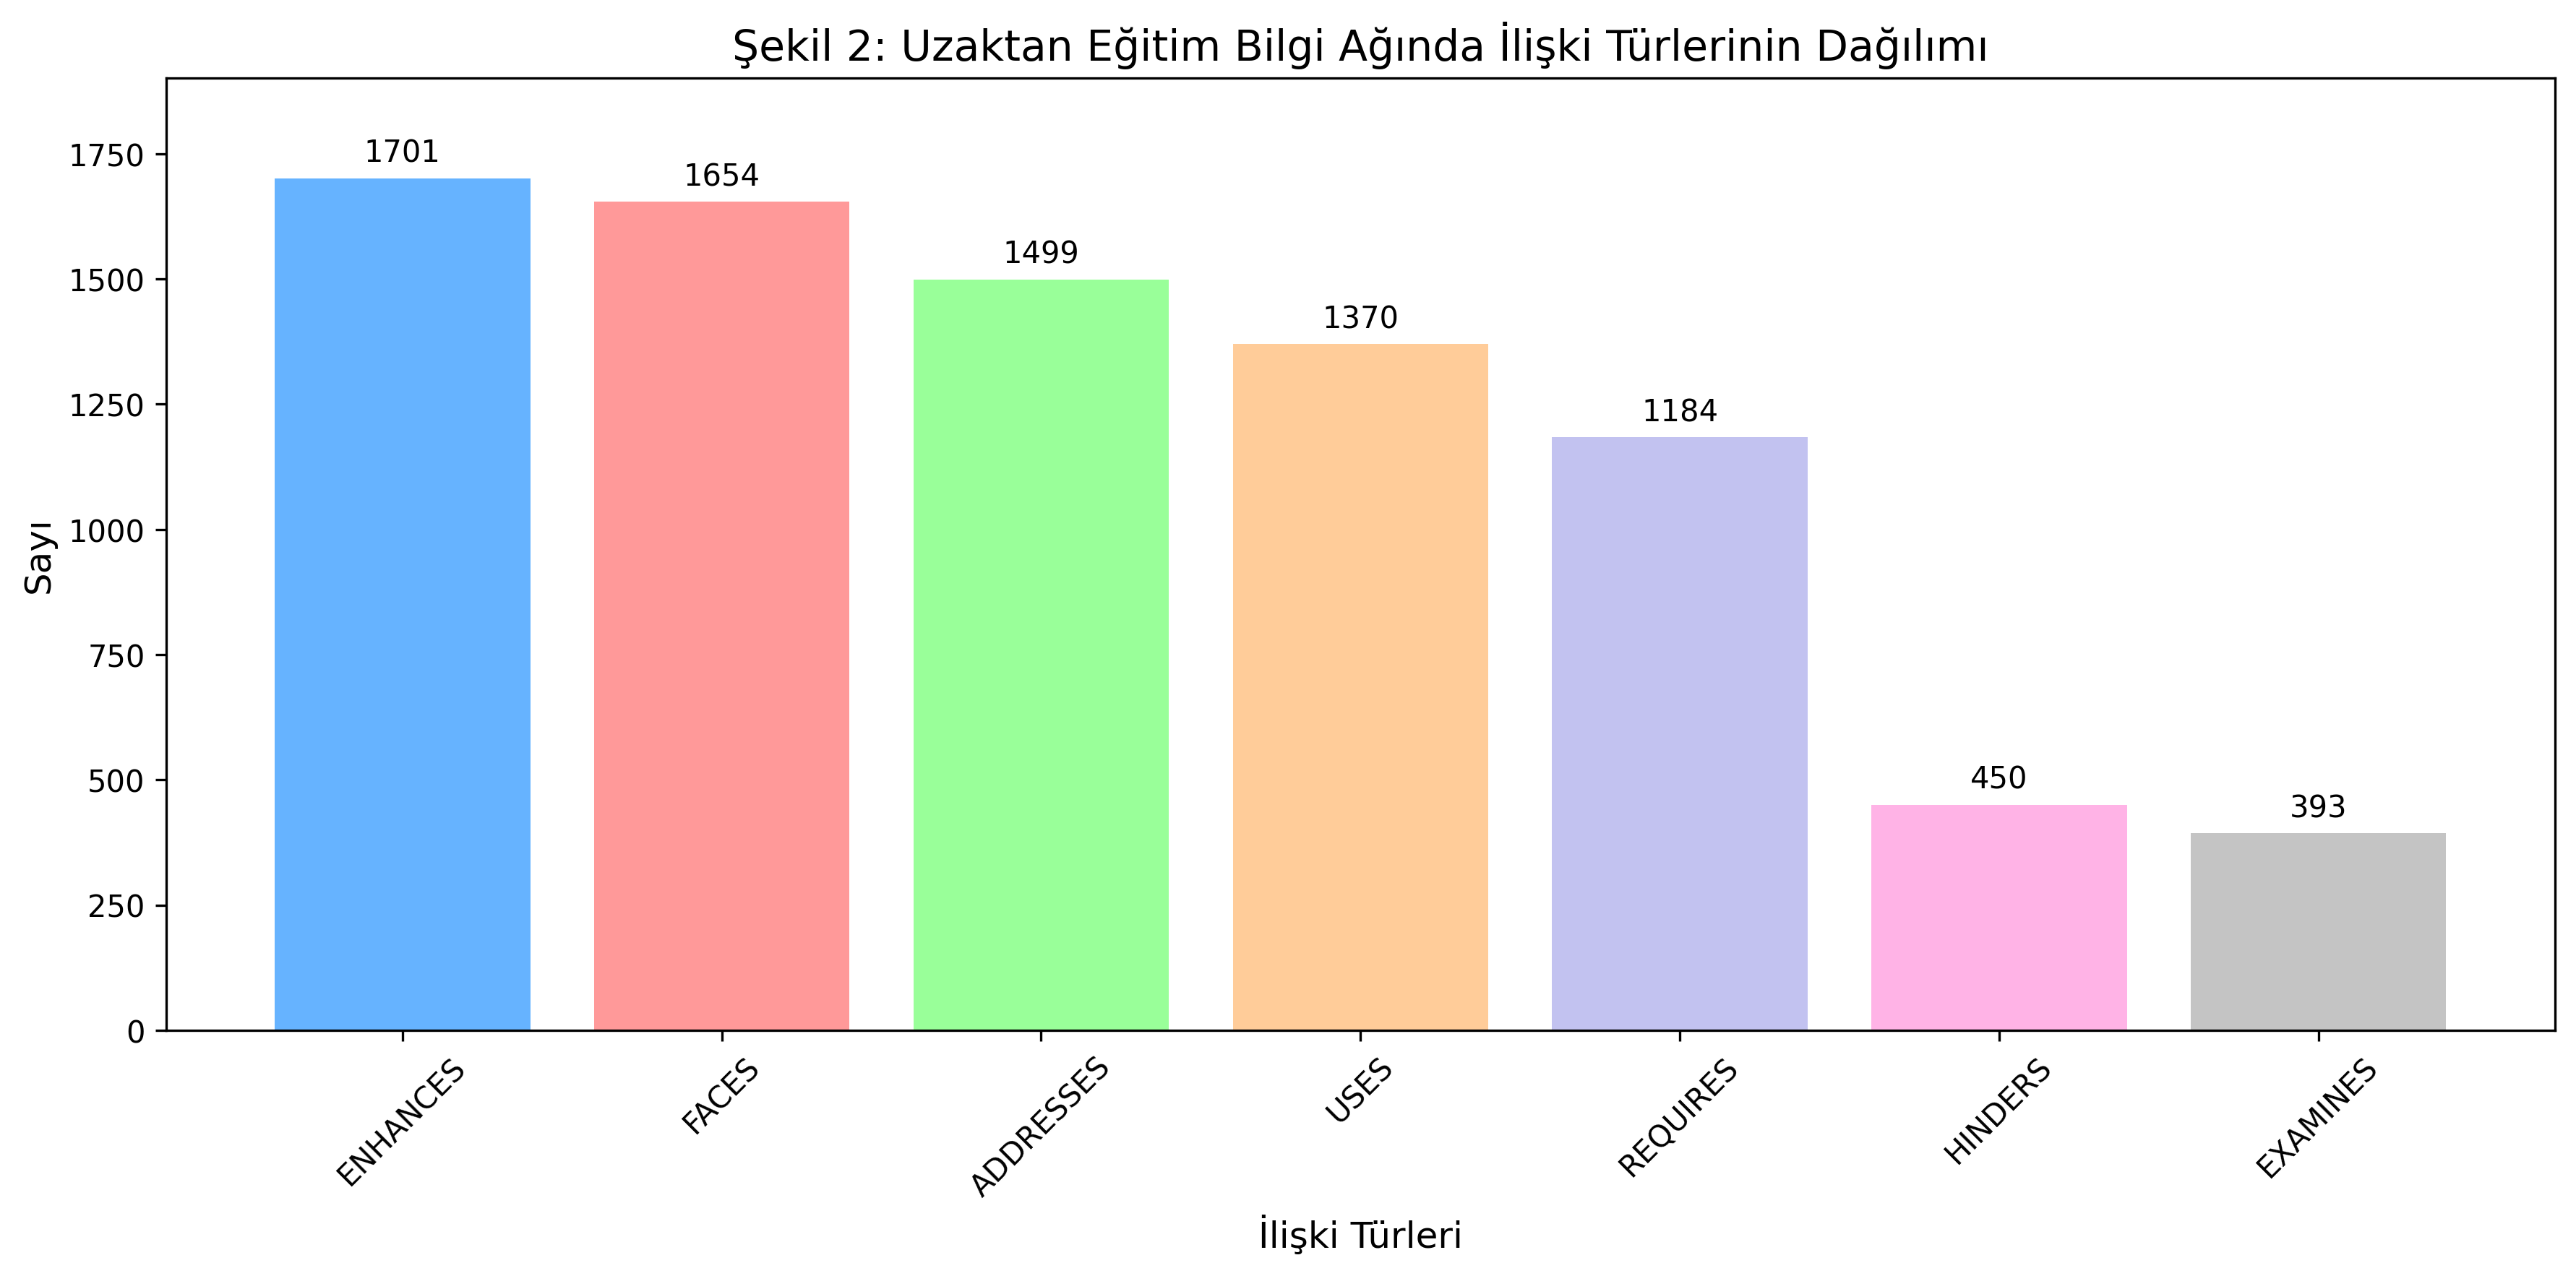 Şekil 2: Uzaktan Eğitim Bilgi Ağında İlişki Türlerinin Dağılımı
Sayı
1750
1500
1250
1000
750
500
250
0
1701
1654
1499
1370
1184
450
393
ENHANCES
FACES
ADDRESSES
USES
REQUIRES
HINDERS
EXAMINES
İlişki Türleri